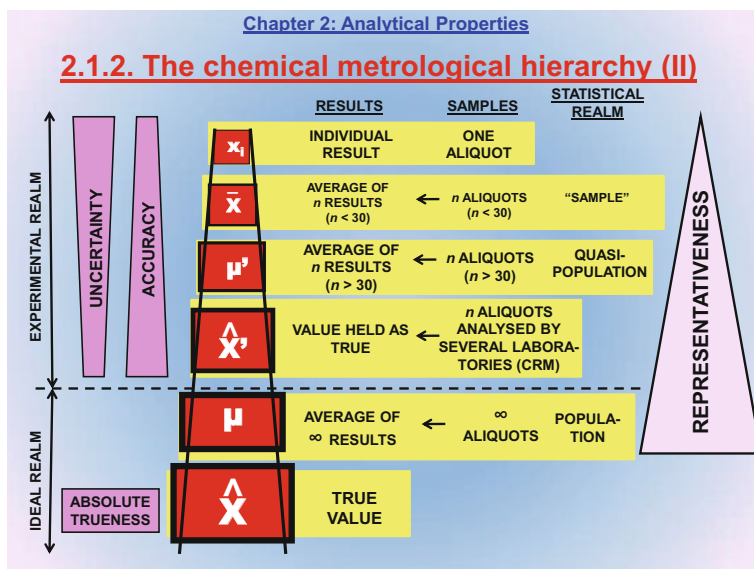 Chapter 2: Analytical Properties
2.1.2. The chemical metrological hierarchy (II)
RESULTS
SAMPLES
STATISTICAL
REALM
EXPERIMENTAL REALM
UNCERTAINTY
ACCURACY
xi
INDIVIDUAL
RESULT
ONE
ALIQUOT
x̄
AVERAGE OF
n RESULTS
(n < 30)
n ALIQUOTS
(n < 30)
“SAMPLE”
μ’
AVERAGE OF
n RESULTS
(n > 30)
n ALIQUOTS
(n > 30)
QUASI-
POPULATION
X̂’
VALUE HELD AS
TRUE
n ALIQUOTS
ANALYSED BY
SEVERAL LABORA-
TORIES (CRM)
REPRESENTATIVENESS
IDEAL REALM
μ
AVERAGE OF
∞ RESULTS
∞
ALIQUOTS
POPULA-
TION
ABSOLUTE
TRUENESS
X̂
TRUE
VALUE